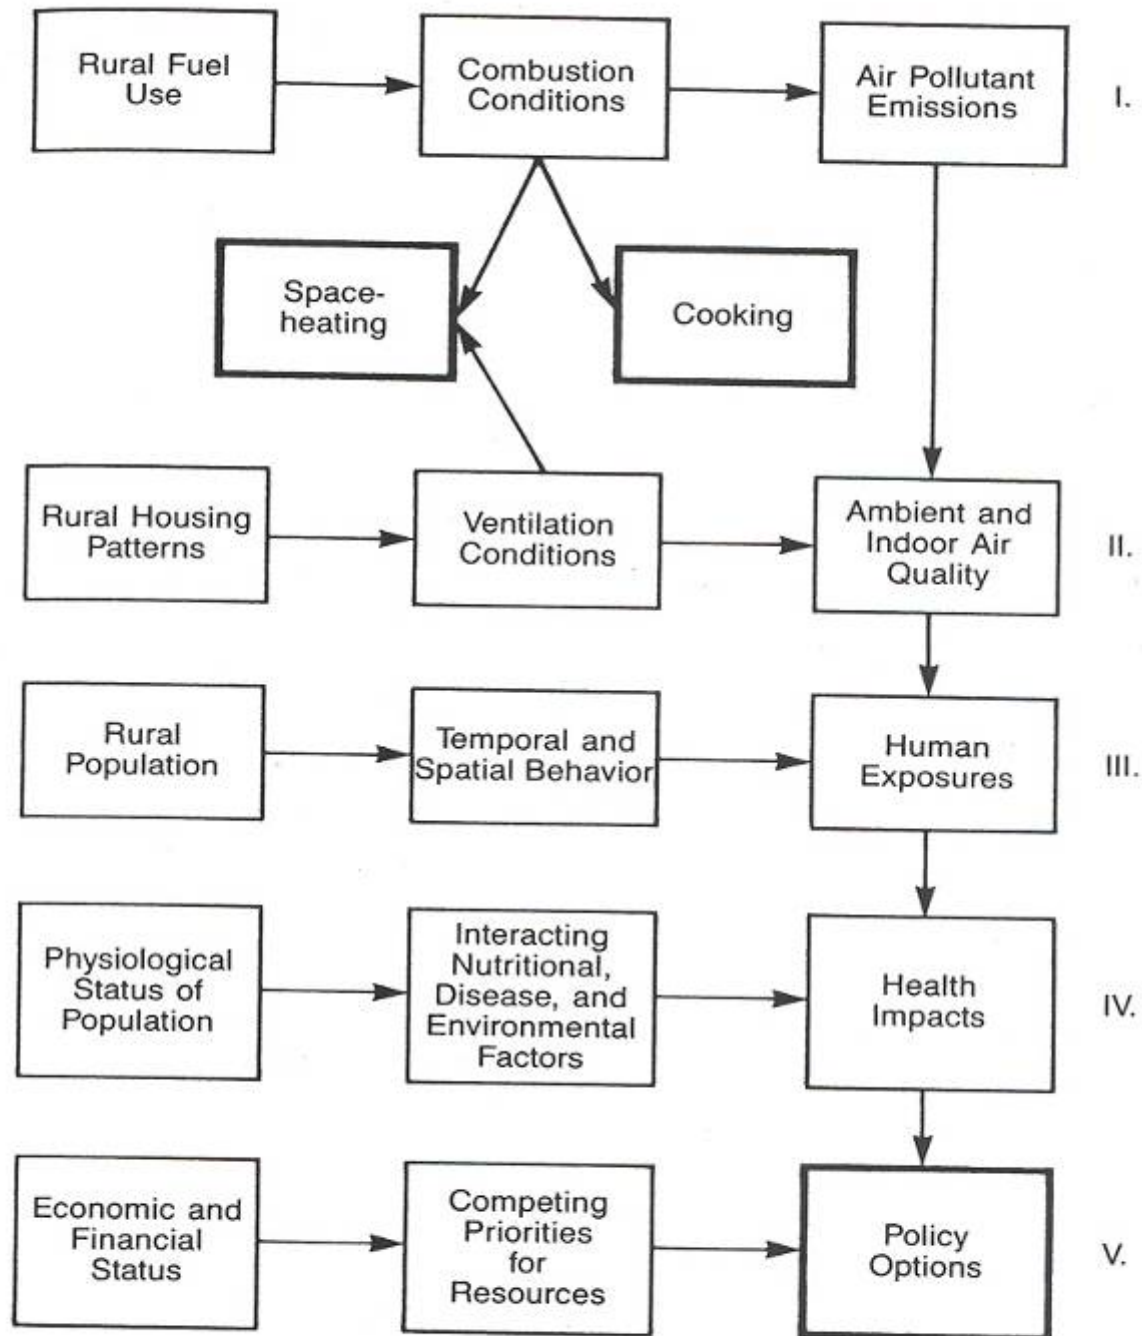 Rural Fuel
Use
Combustion
Conditions
Air Pollutant
Emissions
I.
Space-
heating
Cooking
Rural Housing
Patterns
Ventilation
Conditions
Ambient and
Indoor Air
Quality
II.
Rural
Population
Temporal and
Spatial Behavior
Human
Exposures
III.
Physiological
Status of
Population
Interacting
Nutritional,
Disease, and
Environmental
Factors
Health
Impacts
IV.
Economic and
Financial
Status
Competing
Priorities
for
Resources
Policy
Options
V.